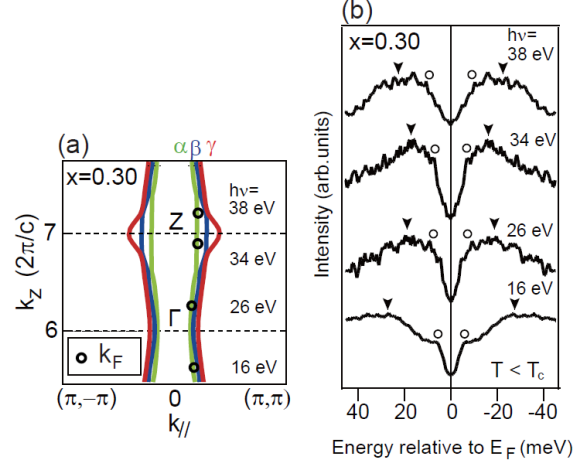 (a)
α β γ
x=0.30
hν=
38 eV
Z
7
34 eV
26 eV
Γ
6
k_F
16 eV
k_Z (2π/c)
(π,−π)
0
(π,π)
k_//
(b)
x=0.30
hν=
38 eV
34 eV
26 eV
16 eV
T < T_c
Intensity (arb.units)
40
20
0
-20
-40
Energy relative to E_F (meV)